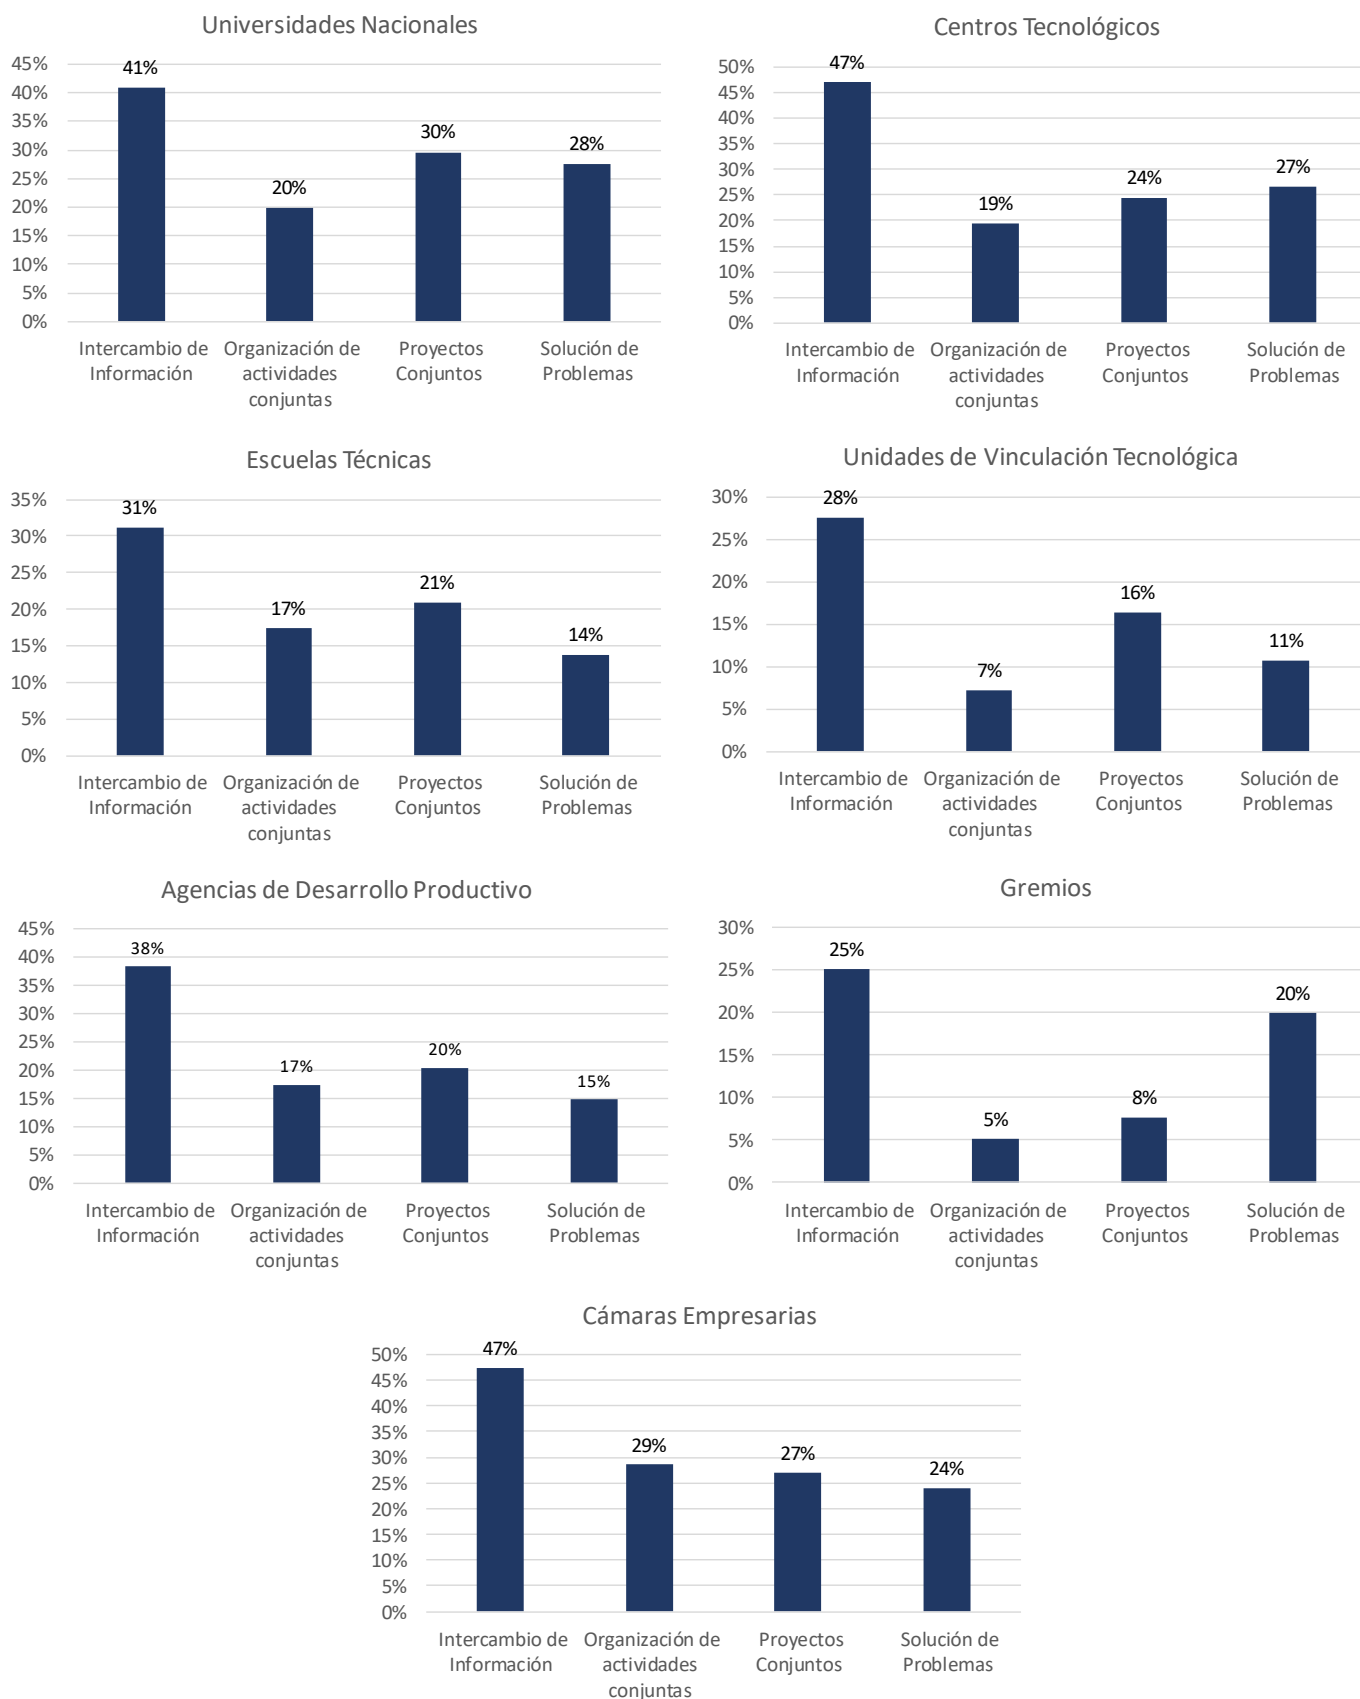 Universidades Nacionales
45%
40%
35%
30%
25%
20%
15%
10%
5%
0%
41%
20%
30%
28%
Intercambio de
Información
Organización de
actividades
conjuntas
Proyectos
Conjuntos
Solución de
Problemas
Centros Tecnológicos
50%
45%
40%
35%
30%
25%
20%
15%
10%
5%
0%
47%
19%
24%
27%
Intercambio de
Información
Organización de
actividades
conjuntas
Proyectos
Conjuntos
Solución de
Problemas
Escuelas Técnicas
35%
30%
25%
20%
15%
10%
5%
0%
31%
17%
21%
14%
Intercambio de
Información
Organización de
actividades
conjuntas
Proyectos
Conjuntos
Solución de
Problemas
Unidades de Vinculación Tecnológica
30%
25%
20%
15%
10%
5%
0%
28%
7%
16%
11%
Intercambio de
Información
Organización de
actividades
conjuntas
Proyectos
Conjuntos
Solución de
Problemas
Agencias de Desarrollo Productivo
45%
40%
35%
30%
25%
20%
15%
10%
5%
0%
38%
17%
20%
15%
Intercambio de
Información
Organización de
actividades
conjuntas
Proyectos
Conjuntos
Solución de
Problemas
Gremios
30%
25%
20%
15%
10%
5%
0%
25%
5%
8%
20%
Intercambio de
Información
Organización de
actividades
conjuntas
Proyectos
Conjuntos
Solución de
Problemas
Cámaras Empresarias
50%
45%
40%
35%
30%
25%
20%
15%
10%
5%
0%
47%
29%
27%
24%
Intercambio de
Información
Organización de
actividades
conjuntas
Proyectos
Conjuntos
Solución de
Problemas